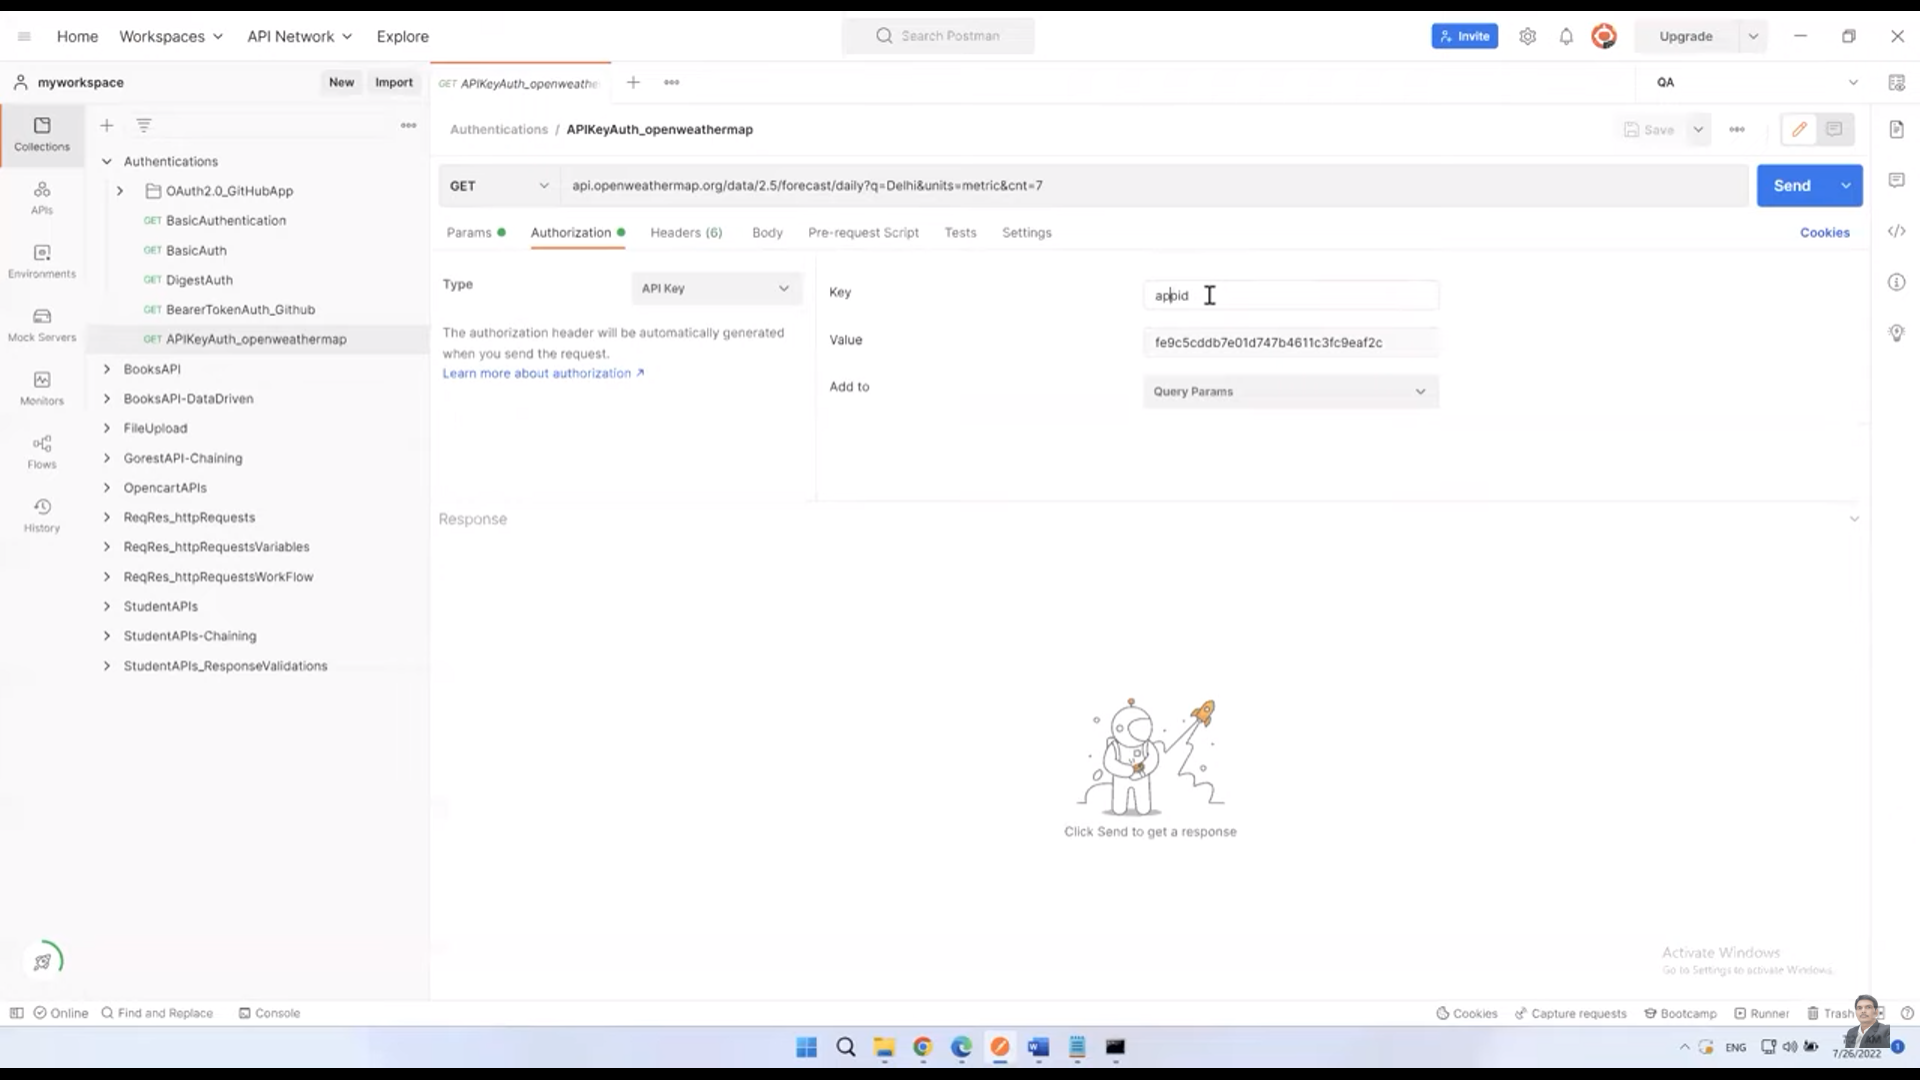 Home Workspaces API Network Explore Search Postman Invite Upgrade
myworkspace New Import GET APIKeyAuth_openweathe QA
Collections
APIs
Environments
Mock Servers
Monitors
Flows
History
Authentications
OAuth2.0_GitHubApp
GET BasicAuthentication
GET BasicAuth
GET DigestAuth
GET BearerTokenAuth_Github
GET APIKeyAuth_openweathermap
BooksAPI
BooksAPI-DataDriven
FileUpload
GorestAPI-Chaining
OpencartAPIs
ReqRes_httpRequests
ReqRes_httpRequestsVariables
ReqRes_httpRequestsWorkFlow
StudentAPIs
StudentAPIs-Chaining
StudentAPIs_ResponseValidations
Authentications / APIKeyAuth_openweathermap Save
GET api.openweathermap.org/data/2.5/forecast/daily?q=Delhi&units=metric&cnt=7 Send
Params Authorization Headers (6) Body Pre-request Script Tests Settings Cookies
Type API Key
The authorization header will be automatically generated
when you send the request.
Learn more about authorization ↗
Key appid
Value fe9c5cddb7e01d747b4611c3fc9eaf2c
Add to Query Params
Response
Click Send to get a response
Activate Windows
Go to Settings to activate Windows.
Online Find and Replace Console Cookies Capture requests Bootcamp Runner Trash
ENG
7/26/2022 1